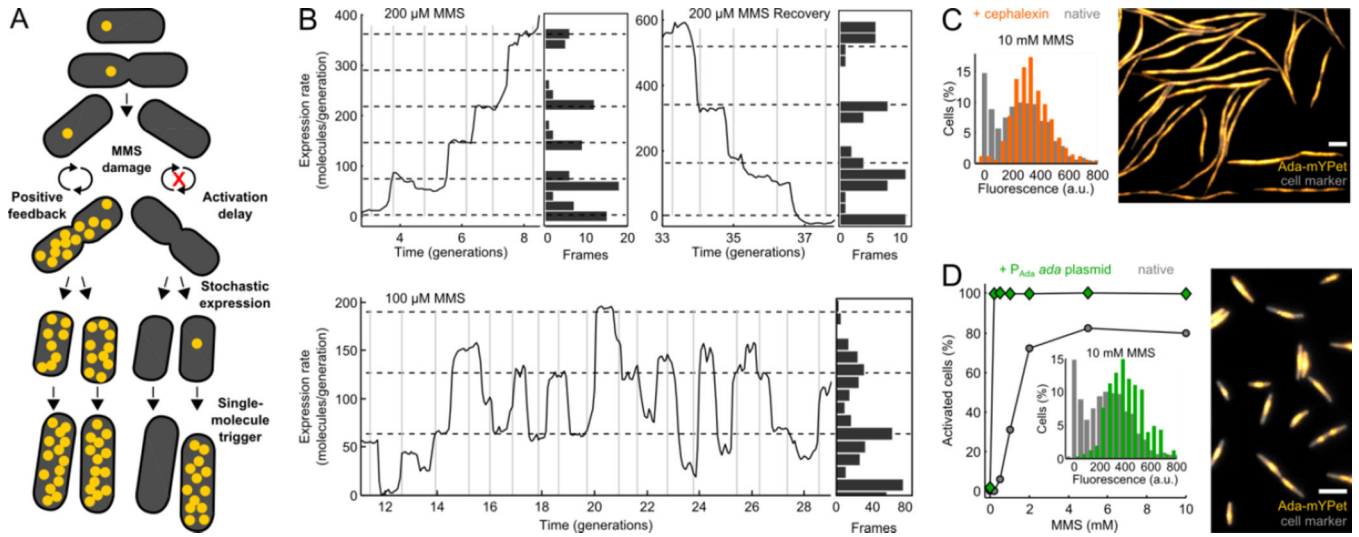 A
MMS
damage
Positive
feedback
Activation
delay
Stochastic
expression
Single-
molecule
trigger
B
200 µM MMS
Expression rate
(molecules/generation)
400
300
200
100
0
4
6
8
Time (generations)
0
10
20
Frames
200 µM MMS Recovery
600
400
200
0
33
35
37
Time (generations)
0
5
10
Frames
100 µM MMS
Expression rate
(molecules/generation)
200
150
100
50
0
12
14
16
18
20
22
24
26
28
Time (generations)
0
40
80
Frames
C
+ cephalexin native
10 mM MMS
Cells (%)
15
10
5
0
0
200
400
600
800
Fluorescence (a.u.)
Ada-mYPet
cell marker
D
+ PAda ada plasmid native
Activated cells (%)
100
80
60
40
20
0
0
2
4
6
8
10
MMS (mM)
10 mM MMS
Cells (%)
15
10
5
0
0
200
400
600
800
Fluorescence (a.u.)
Ada-mYPet
cell marker